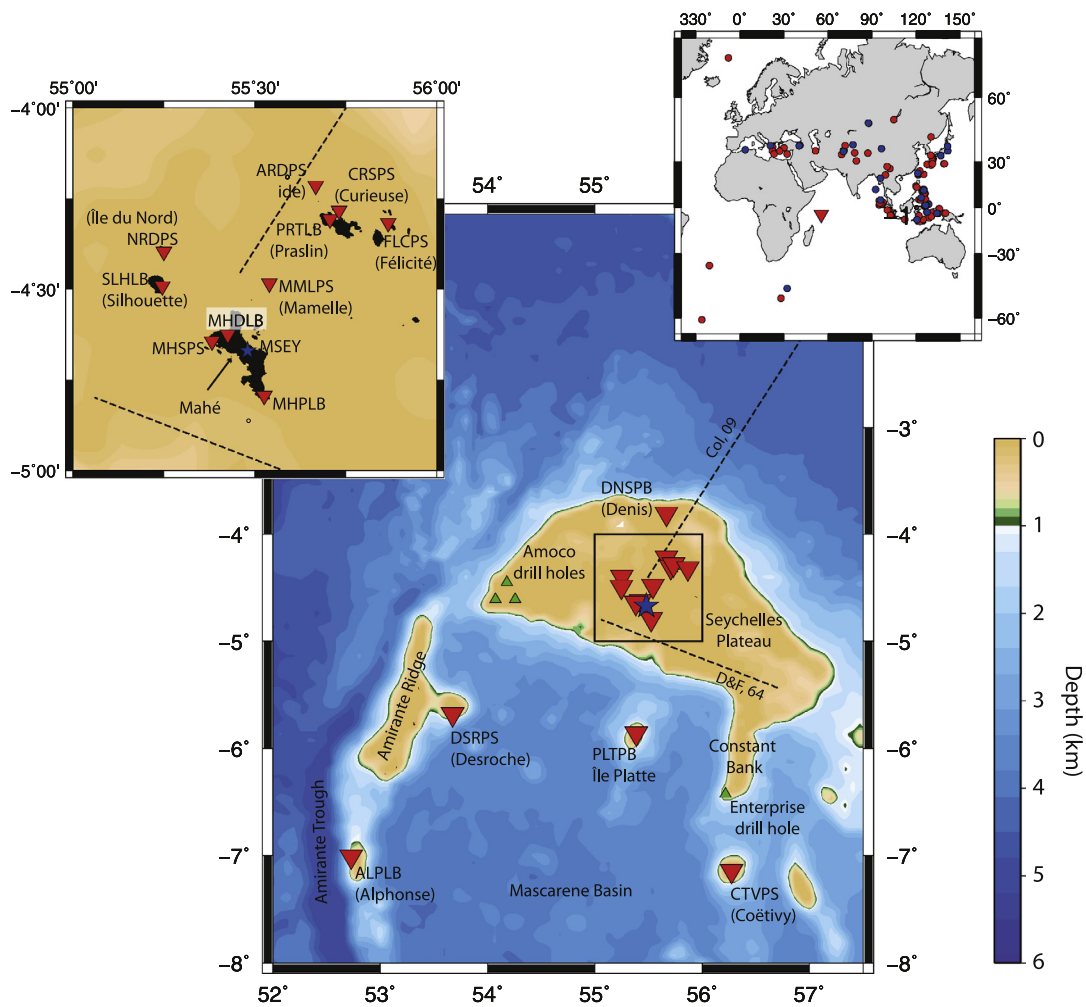 330˚ 0˚ 30˚ 60˚ 90˚ 120˚ 150˚
60˚
30˚
0˚
−30˚
−60˚
55˚00' 55˚30' 56˚00'
−4˚00'
−4˚30'
−5˚00'
ARDPS
ide)
CRSPS
(Curieuse)
(Île du Nord)
NRDPS
PRTLB
(Praslin)
FLCPS
(Félicité)
SLHLB
(Silhouette)
MMLPS
(Mamelle)
MHDLB
MHSPS
MSEY
Mahé
MHPLB
54˚ 55˚
−3˚
−4˚
−5˚
−6˚
−7˚
−8˚
52 53 54 55 56 57
Col, 09
DNSPB
(Denis)
Amoco
drill holes
Seychelles
Plateau
D&F, 64
Amirante Ridge
DSRPS
(Desroche)
PLTPB
Île Platte
Constant
Bank
Enterprise
drill hole
Amirante Trough
ALPLB
(Alphonse)
Mascarene Basin
CTVPS
(Coëtivy)
0
1
2
3
4
5
6
Depth (km)